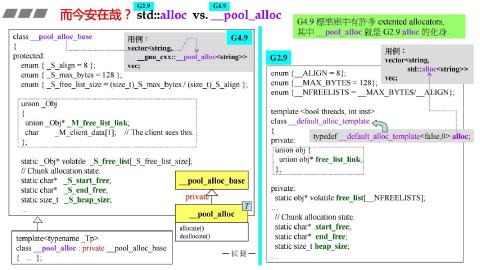 而今安在哉？ G2.9 std::alloc vs. G4.9 __pool_alloc
G4.9 標準庫中有許多 extented allocators,
其中 __pool_alloc 就是 G2.9 alloc 的化身.
class __pool_alloc_base
{
protected:
enum { _S_align = 8 };
enum { _S_max_bytes = 128 };
enum { _S_free_list_size = (size_t)_S_max_bytes / (size_t)_S_align };
union _Obj
{
union _Obj* _M_free_list_link;
char _M_client_data[1]; // The client sees this.
};
static _Obj* volatile _S_free_list[_S_free_list_size];
// Chunk allocation state.
static char* _S_start_free;
static char* _S_end_free;
static size_t _S_heap_size;
...
template<typename _Tp>
class __pool_alloc : private __pool_alloc_base
{ ... };
G4.9
用例：
vector<string,
__gnu_cxx::__pool_alloc<string>>
vec;
__pool_alloc_base
private
T
__pool_alloc
allocate()
deallocate()
—侯捷—
G2.9
用例：
vector<string,
std::alloc<string>>
vec;
enum {__ALIGN = 8};
enum {__MAX_BYTES = 128};
enum {__NFREELISTS = __MAX_BYTES/__ALIGN};
template <bool threads, int inst>
class __default_alloc_template
{
typedef __default_alloc_template<false,0> alloc;
private:
union obj {
union obj* free_list_link;
};
private:
static obj* volatile free_list[__NFREELISTS];
...
// Chunk allocation state.
static char* start_free;
static char* end_free;
static size_t heap_size;
...